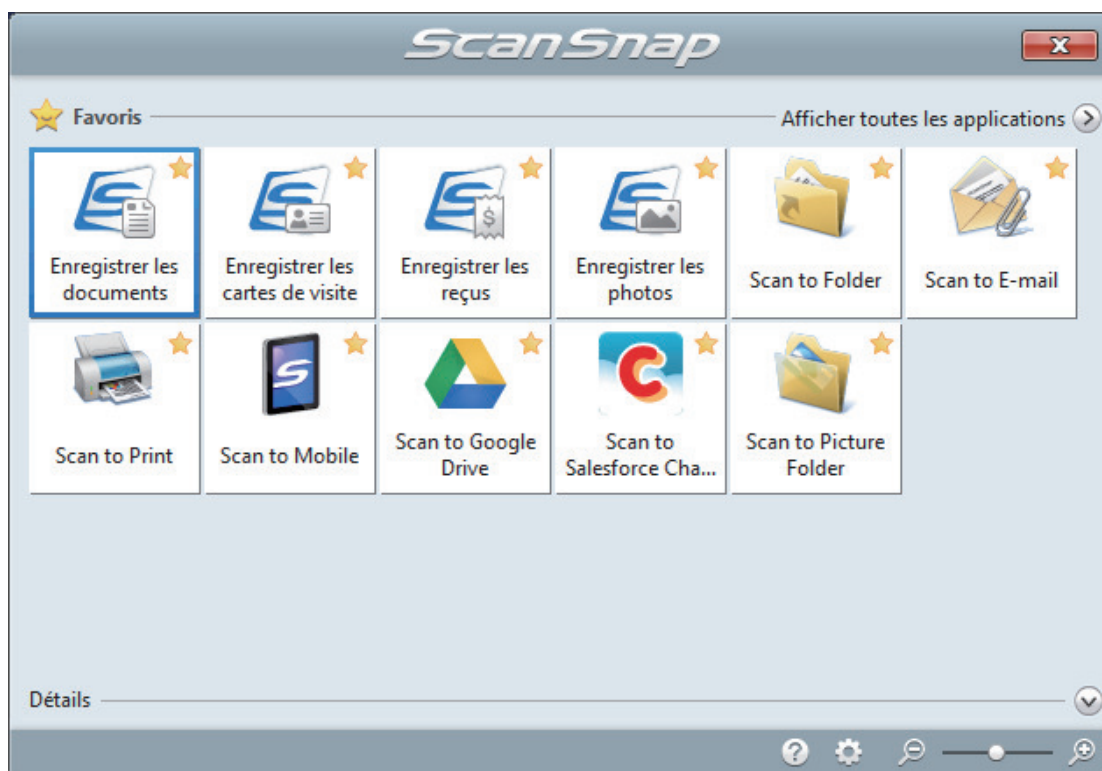 ScanSnap
Favoris
Afficher toutes les applications
Enregistrer les
documents
Enregistrer les
cartes de visite
Enregistrer les
reçus
Enregistrer les
photos
Scan to Folder
Scan to E-mail
Scan to Print
Scan to Mobile
Scan to Google
Drive
Scan to
Salesforce Cha...
Scan to Picture
Folder
Détails